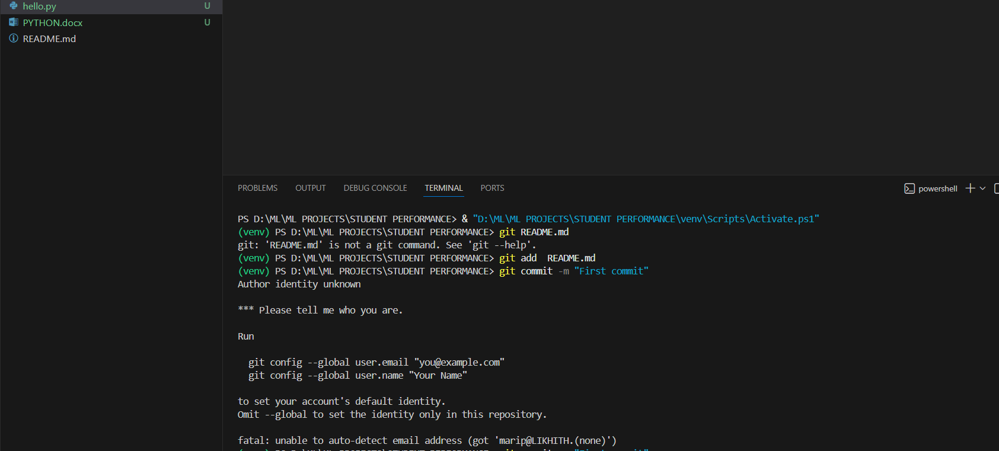 hello.py U
PYTHON.docx U
README.md
PROBLEMS OUTPUT DEBUG CONSOLE TERMINAL PORTS powershell
PS D:\ML\ML PROJECTS\STUDENT PERFORMANCE> & "D:\ML\ML PROJECTS\STUDENT PERFORMANCE\venv\Scripts\Activate.ps1"
(venv) PS D:\ML\ML PROJECTS\STUDENT PERFORMANCE> git README.md
git: 'README.md' is not a git command. See 'git --help'.
(venv) PS D:\ML\ML PROJECTS\STUDENT PERFORMANCE> git add  README.md
(venv) PS D:\ML\ML PROJECTS\STUDENT PERFORMANCE> git commit -m "First commit"
Author identity unknown
*** Please tell me who you are.
Run
git config --global user.email "you@example.com"
git config --global user.name "Your Name"
to set your account's default identity.
Omit --global to set the identity only in this repository.
fatal: unable to auto-detect email address (got 'marip@LIKHITH.(none)')